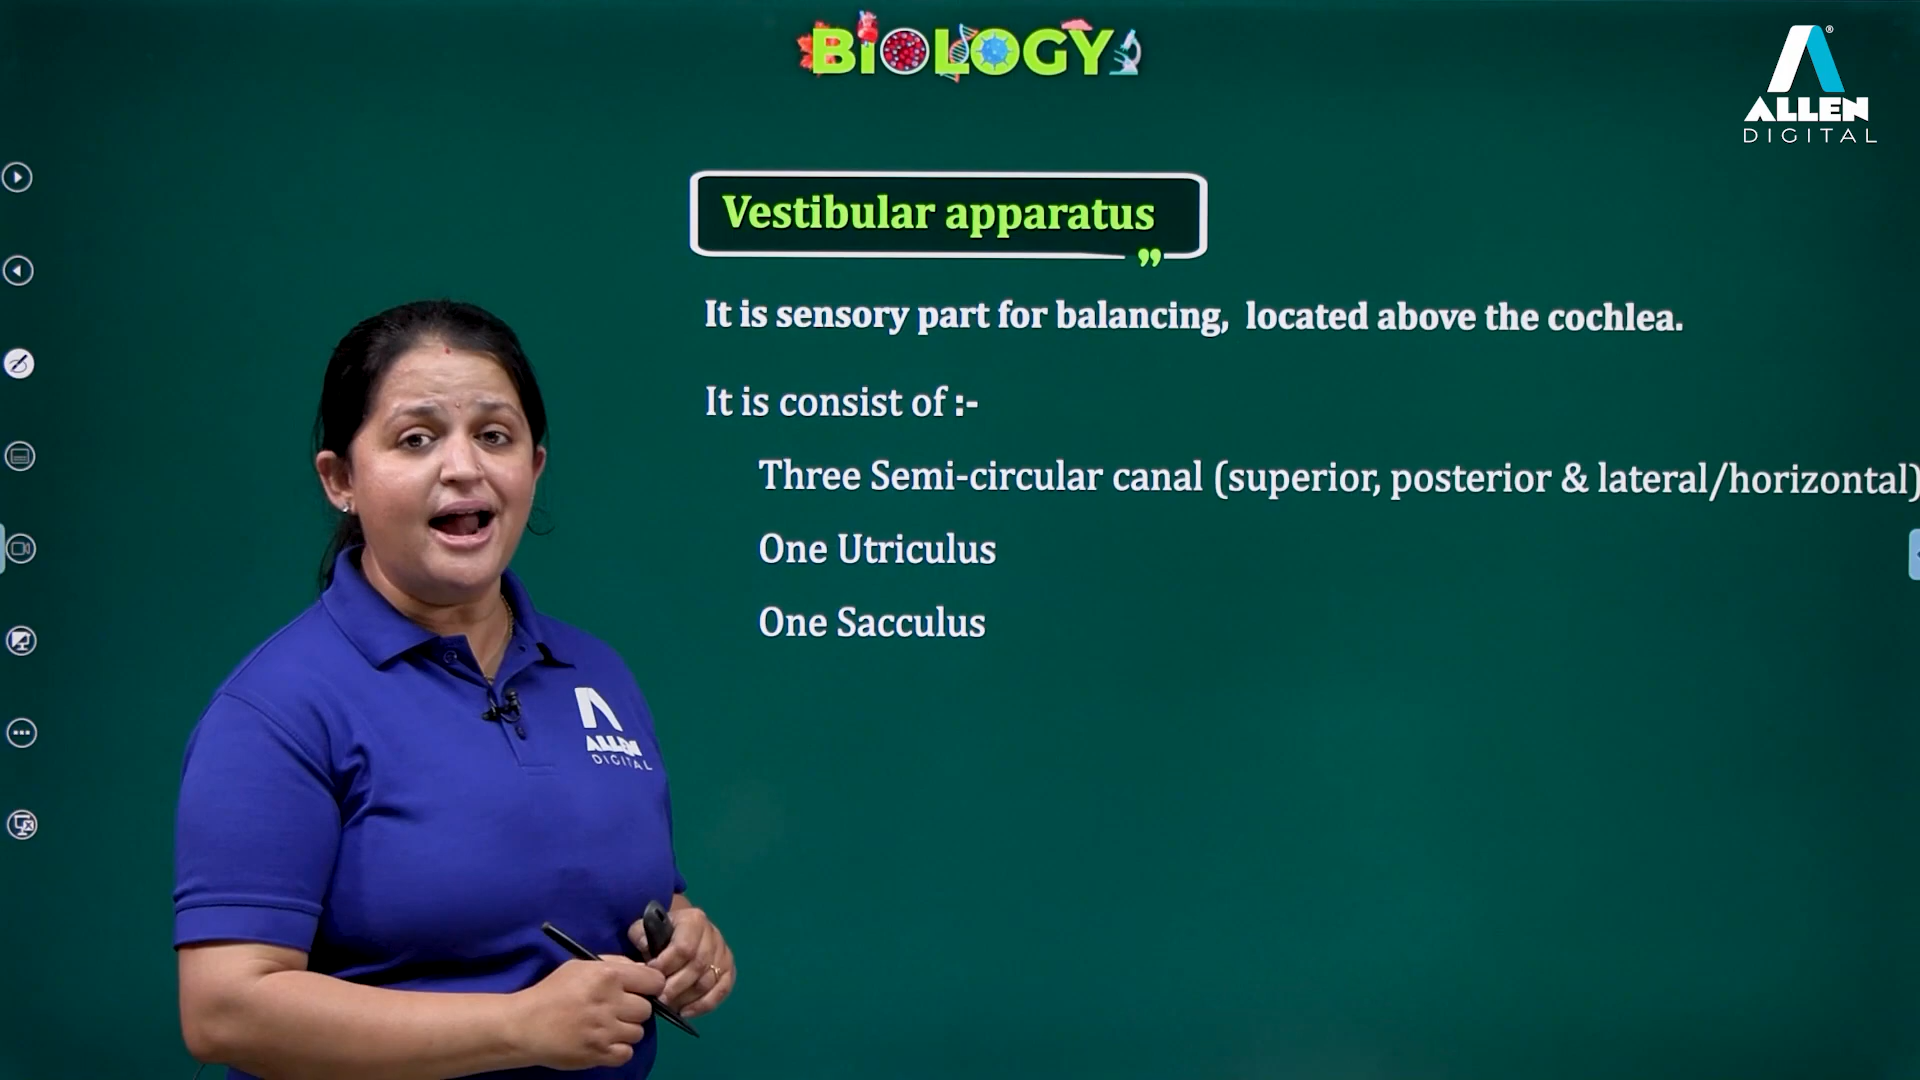 BIOLOGY
ALLEN
DIGITAL
Vestibular apparatus
”
It is sensory part for balancing, located above the cochlea.
It is consist of :-
Three Semi-circular canal (superior, posterior & lateral/horizontal)
One Utriculus
One Sacculus
ALLEN
DIGITAL